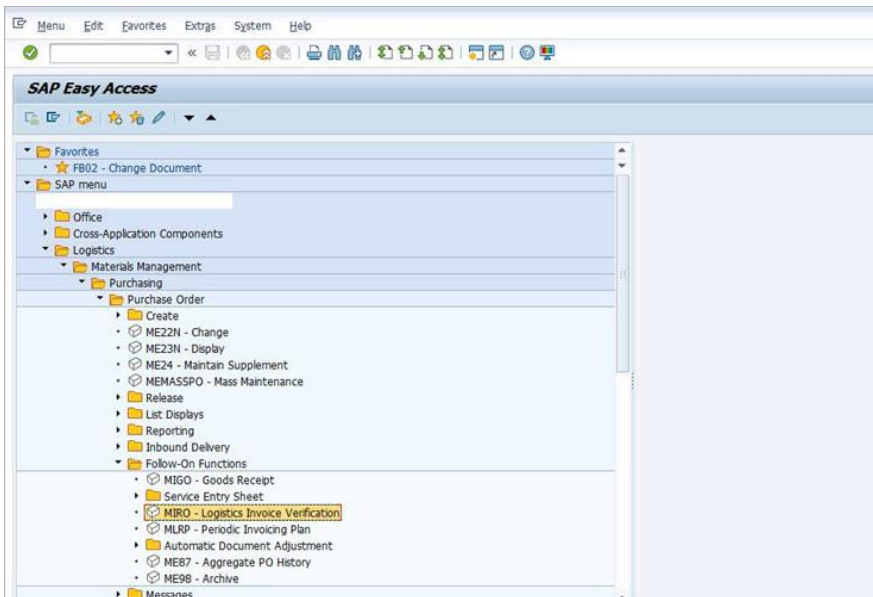 Menu Edit Favorites Extras System Help
SAP Easy Access
Favorites
FB02 - Change Document
SAP menu
Office
Cross-Application Components
Logistics
Materials Management
Purchasing
Purchase Order
Create
ME22N - Change
ME23N - Display
ME24 - Maintain Supplement
MEMASSPO - Mass Maintenance
Release
List Displays
Reporting
Inbound Delivery
Follow-On Functions
MIGO - Goods Receipt
Service Entry Sheet
MIRO - Logistics Invoice Verification
MLRP - Periodic Invoicing Plan
Automatic Document Adjustment
ME87 - Aggregate PO History
ME98 - Archive
Messages